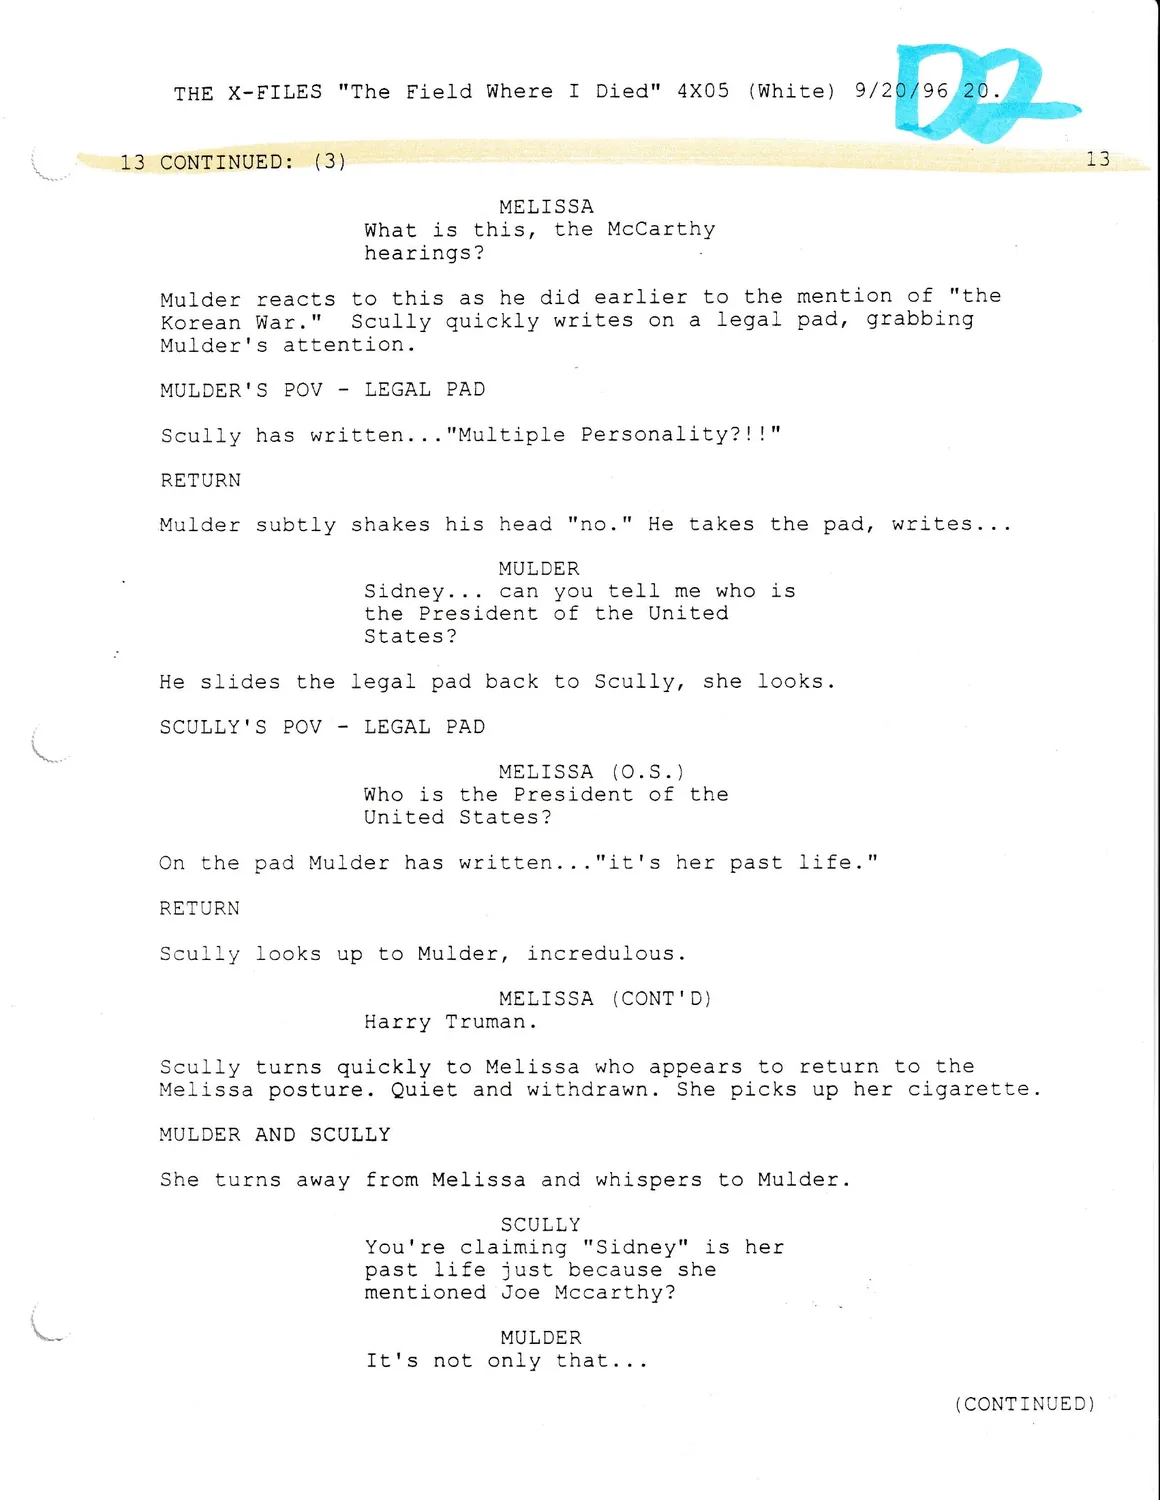 D2
THE X-FILES "The Field Where I Died" 4X05 (White) 9/20/96 20.
13 CONTINUED: (3) 13
MELISSA
What is this, the McCarthy
hearings?
Mulder reacts to this as he did earlier to the mention of "the
Korean War." Scully quickly writes on a legal pad, grabbing
Mulder's attention.
MULDER'S POV - LEGAL PAD
Scully has written..."Multiple Personality?!!"
RETURN
Mulder subtly shakes his head "no." He takes the pad, writes...
MULDER
Sidney... can you tell me who is
the President of the United
States?
He slides the legal pad back to Scully, she looks.
SCULLY'S POV - LEGAL PAD
MELISSA (O.S.)
Who is the President of the
United States?
On the pad Mulder has written..."it's her past life."
RETURN
Scully looks up to Mulder, incredulous.
MELISSA (CONT'D)
Harry Truman.
Scully turns quickly to Melissa who appears to return to the
Melissa posture. Quiet and withdrawn. She picks up her cigarette.
MULDER AND SCULLY
She turns away from Melissa and whispers to Mulder.
SCULLY
You're claiming "Sidney" is her
past life just because she
mentioned Joe Mccarthy?
MULDER
It's not only that...
(CONTINUED)